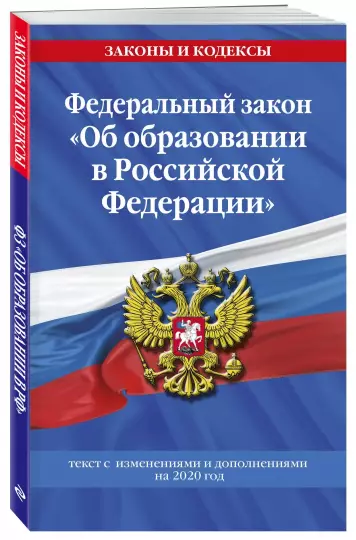 ЗАКОНЫ И КОДЕКСЫ
Федеральный закон
«Об образовании
в Российской
Федерации»
текст с изменениями и дополнениями
на 2020 год
ЗАКОНЫ И КОДЕКСЫ
ФЗ «ОБ ОБРАЗОВАНИИ В РФ»